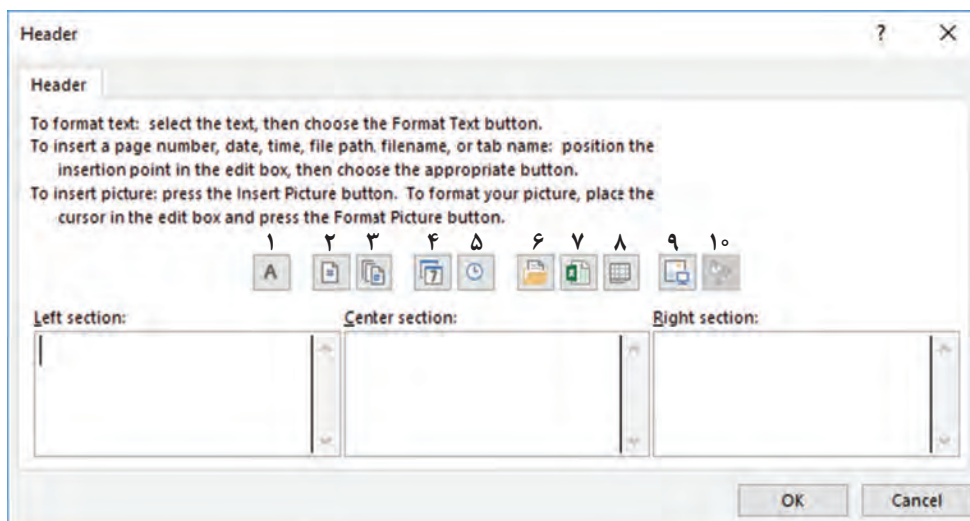 Header
?
Header
To format text: select the text, then choose the Format Text button.
To insert a page number, date, time, file path. filename, or tab name: position the
insertion point in the edit box, then choose the appropriate button.
To insert picture: press the Insert Picture button. To format your picture, place the
cursor in the edit box and press the Format Picture button.
۱ ۲ ۳ ۴ ۵ ۶ ۷ ۸ ۹ ۱۰
A 7
Left section: Center section: Right section:
OK Cancel